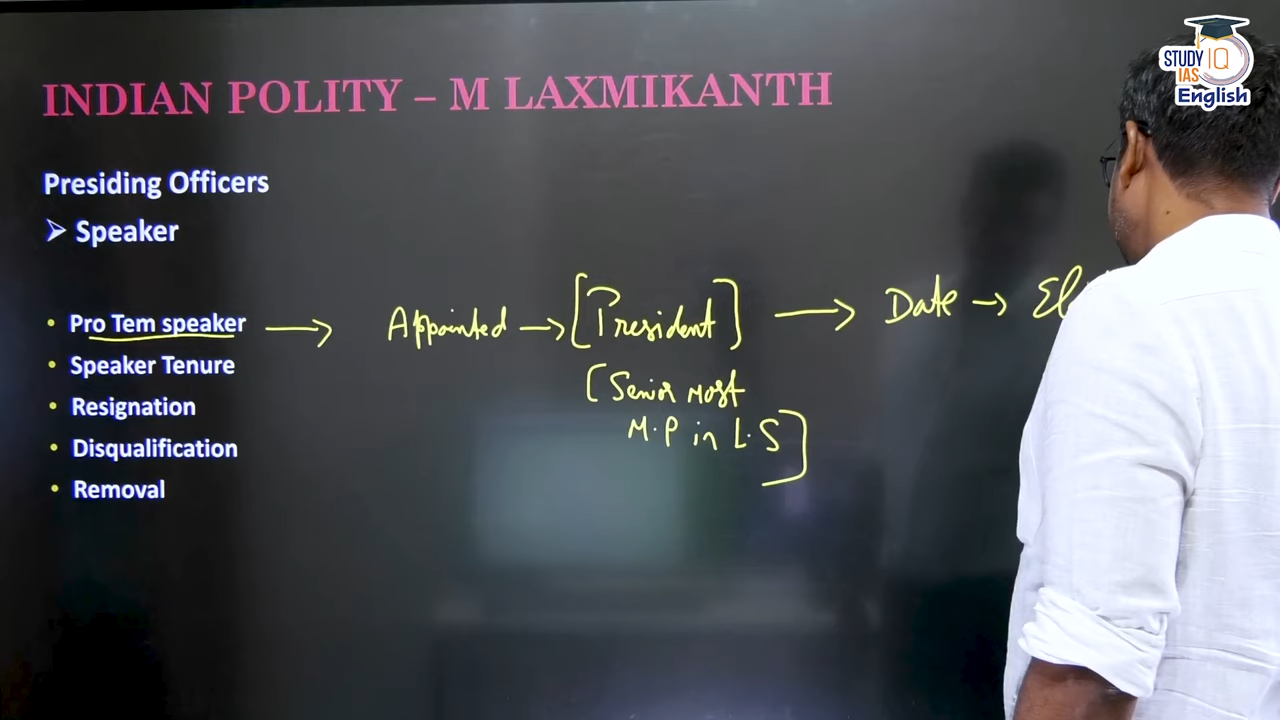 STUDY IQ
IAS
English
INDIAN POLITY – M LAXMIKANTH
Presiding Officers
➢ Speaker
• Pro Tem speaker → Appointed → [President] → Date → El
[Senior Most
M.P in L.S]
• Speaker Tenure
• Resignation
• Disqualification
• Removal